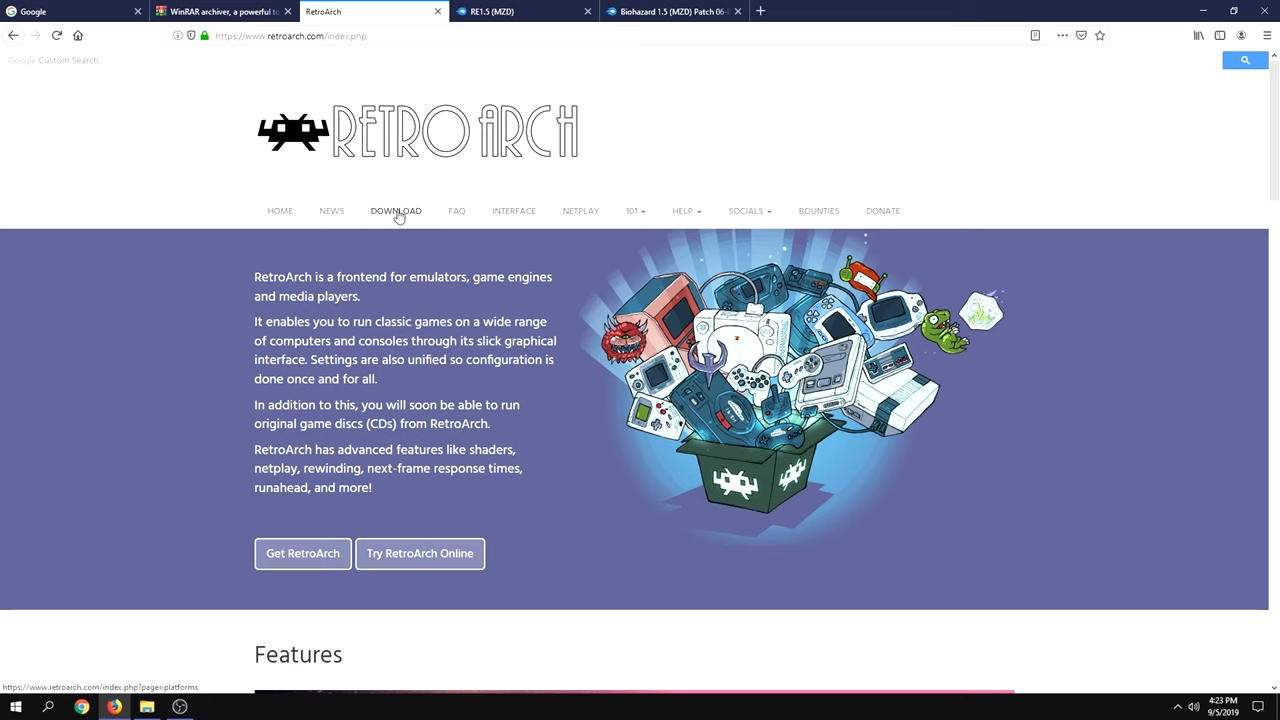 Google
WinRAR archiver, a powerful to
RetroArch
RE1.5 (MZD)
Biohazard 1.5 (MZD) Patch 06-
https://www.retroarch.com/index.php
Google Custom Search
RETRO ARCH
HOME NEWS DOWNLOAD FAQ INTERFACE NETPLAY 101 HELP SOCIALS BOUNTIES DONATE
RetroArch is a frontend for emulators, game engines
and media players.
It enables you to run classic games on a wide range
of computers and consoles through its slick graphical
interface. Settings are also unified so configuration is
done once and for all.
In addition to this, you will soon be able to run
original game discs (CDs) from RetroArch.
RetroArch has advanced features like shaders,
netplay, rewinding, next-frame response times,
runahead, and more!
Get RetroArch Try RetroArch Online
Features
https://www.retroarch.com/index.php?page=platforms
4:23 PM
9/5/2019